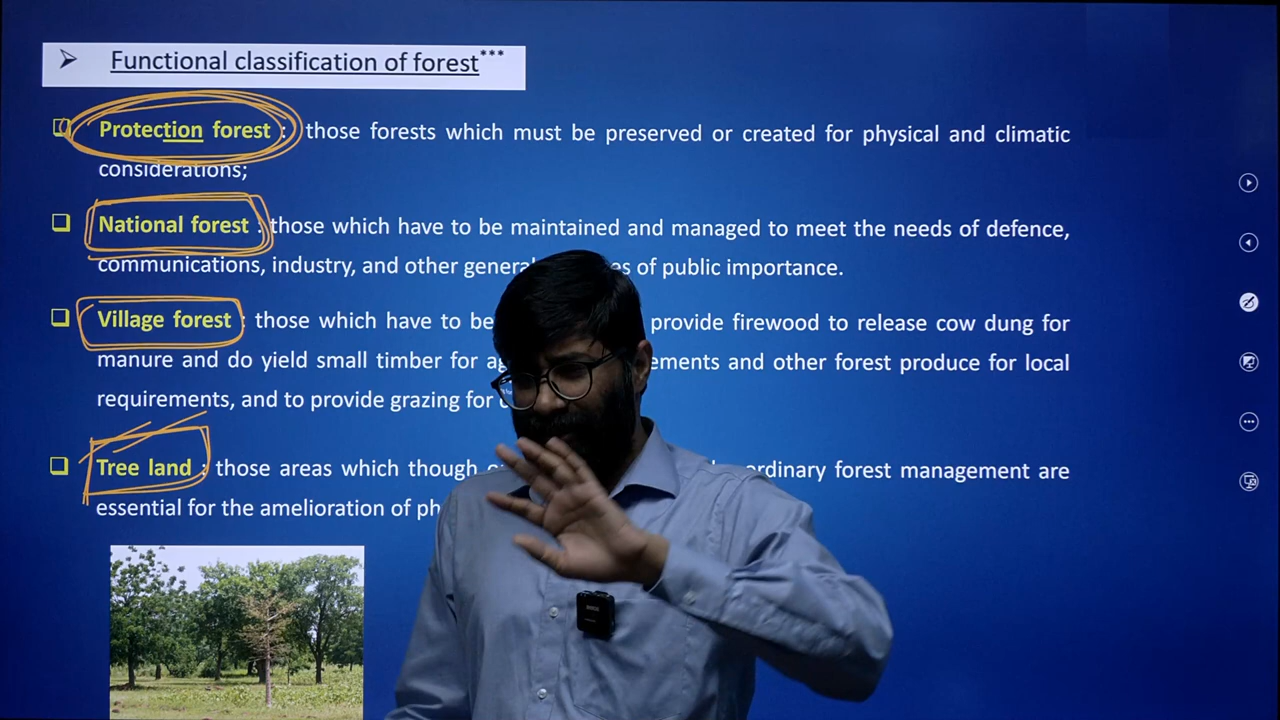 Functional classification of forest***
Protection forest : those forests which must be preserved or created for physical and climatic
considerations;
National forest : those which have to be maintained and managed to meet the needs of defence,
communications, industry, and other general of public importance.
Village forest : those which have to be provide firewood to release cow dung for
manure and do yield small timber for and other forest produce for local
requirements, and to provide grazing for
Tree land : those areas which though ordinary forest management are
essential for the amelioration of